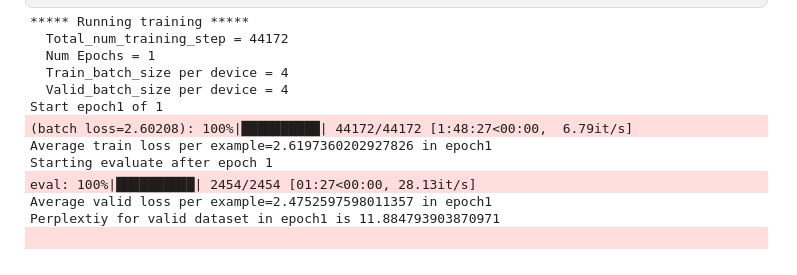 ***** Running training *****
Total_num_training_step = 44172
Num Epochs = 1
Train_batch_size per device = 4
Valid_batch_size per device = 4
Start epoch1 of 1
(batch loss=2.60208): 100%|██████████| 44172/44172 [1:48:27<00:00,  6.79it/s]
Average train loss per example=2.6197360202927826 in epoch1
Starting evaluate after epoch 1
eval: 100%|██████████| 2454/2454 [01:27<00:00, 28.13it/s]
Average valid loss per example=2.4752597598011357 in epoch1
Perplextiy for valid dataset in epoch1 is 11.884793903870971